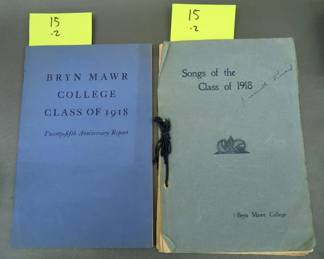 15
.2
15
.2
BRYN MAWR
COLLEGE
CLASS OF 1918
Twenty-fifth Anniversary Report
Songs of the
Class of 1918
Bryn Mawr College